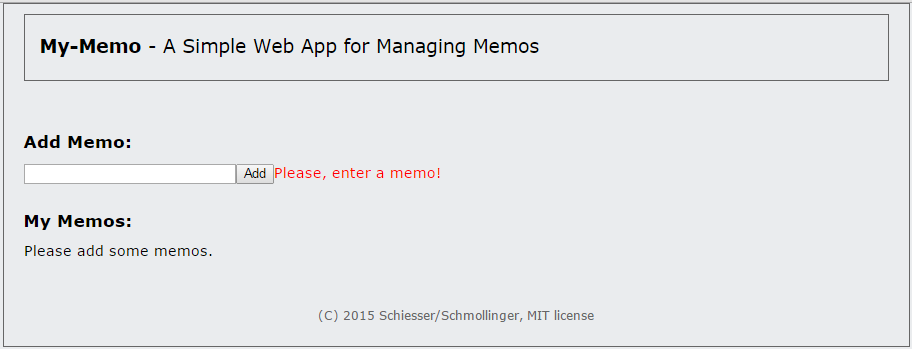 My-Memo - A Simple Web App for Managing Memos
Add Memo:
Add Please, enter a memo!
My Memos:
Please add some memos.
(C) 2015 Schiesser/Schmollinger, MIT license